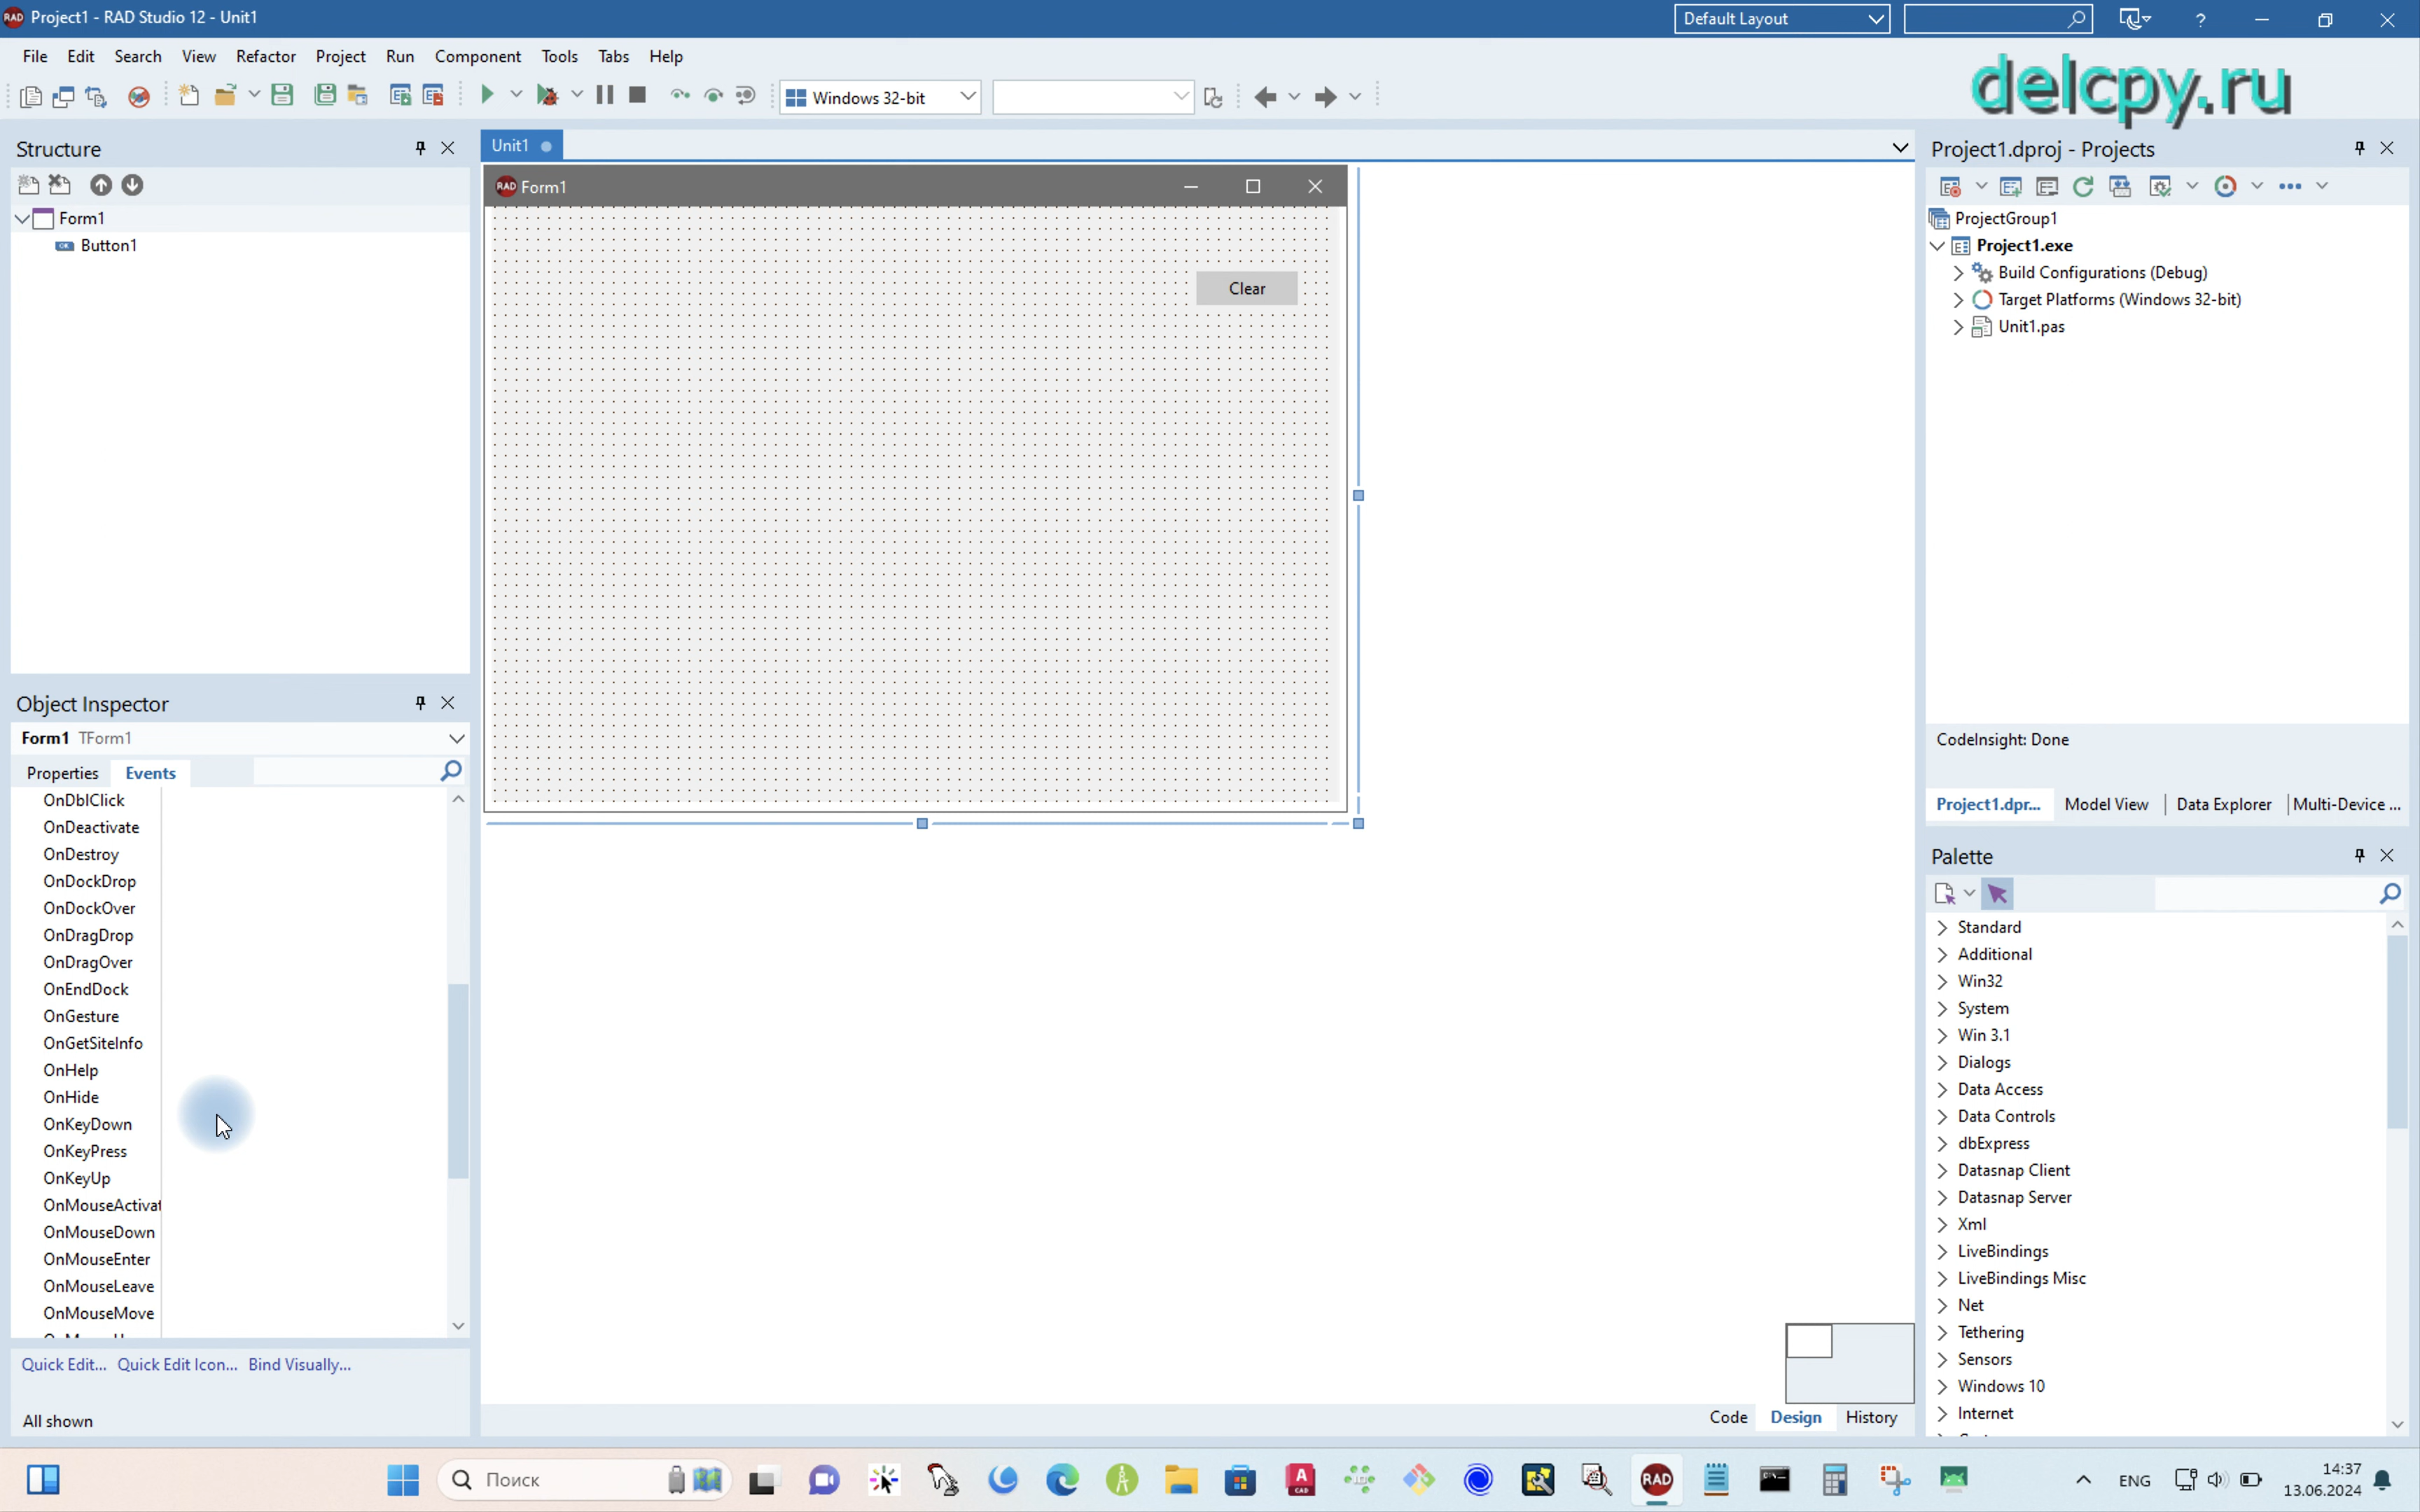 Project1 - RAD Studio 12 - Unit1
Default Layout
File Edit Search View Refactor Project Run Component Tools Tabs Help
delcpy.ru
Windows 32-bit
Structure
Form1
Button1
Unit1
Form1
Clear
Project1.dproj - Projects
ProjectGroup1
Project1.exe
Build Configurations (Debug)
Target Platforms (Windows 32-bit)
Unit1.pas
Object Inspector
Form1 TForm1
Properties Events
OnDblClick
OnDeactivate
OnDestroy
OnDockDrop
OnDockOver
OnDragDrop
OnDragOver
OnEndDock
OnGesture
OnGetSiteInfo
OnHelp
OnHide
OnKeyDown
OnKeyPress
OnKeyUp
OnMouseActivat
OnMouseDown
OnMouseEnter
OnMouseLeave
OnMouseMove
Quick Edit... Quick Edit Icon... Bind Visually...
All shown
CodeInsight: Done
Project1.dpr... Model View Data Explorer Multi-Device ...
Palette
Standard
Additional
Win32
System
Win 3.1
Dialogs
Data Access
Data Controls
dbExpress
Datasnap Client
Datasnap Server
Xml
LiveBindings
LiveBindings Misc
Net
Tethering
Sensors
Windows 10
Internet
Code Design History
Поиск
RAD
ENG
14:37
13.06.2024